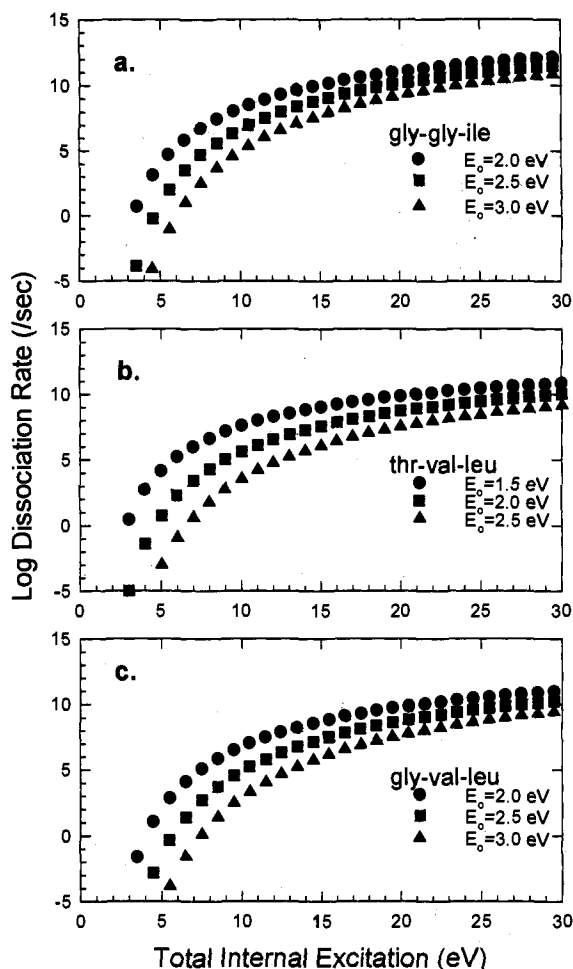 Log Dissociation Rate (/sec)
15
10
5
0
-5
a.
gly-gly-ile
E₀=2.0 eV
E₀=2.5 eV
E₀=3.0 eV
0 5 10 15 20 25 30
15
10
5
0
-5
b.
thr-val-leu
E₀=1.5 eV
E₀=2.0 eV
E₀=2.5 eV
0 5 10 15 20 25 30
15
10
5
0
-5
c.
gly-val-leu
E₀=2.0 eV
E₀=2.5 eV
E₀=3.0 eV
0 5 10 15 20 25 30
Total Internal Excitation (eV)